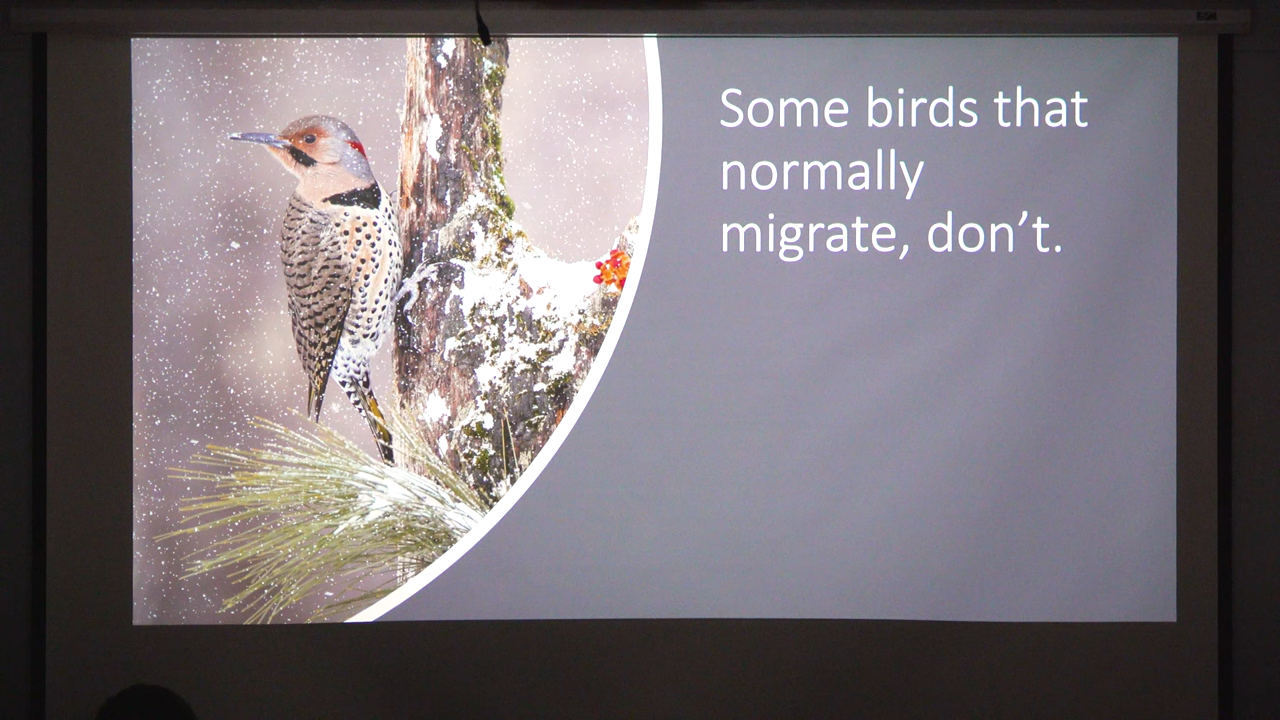 Some birds that
normally
migrate, don’t.